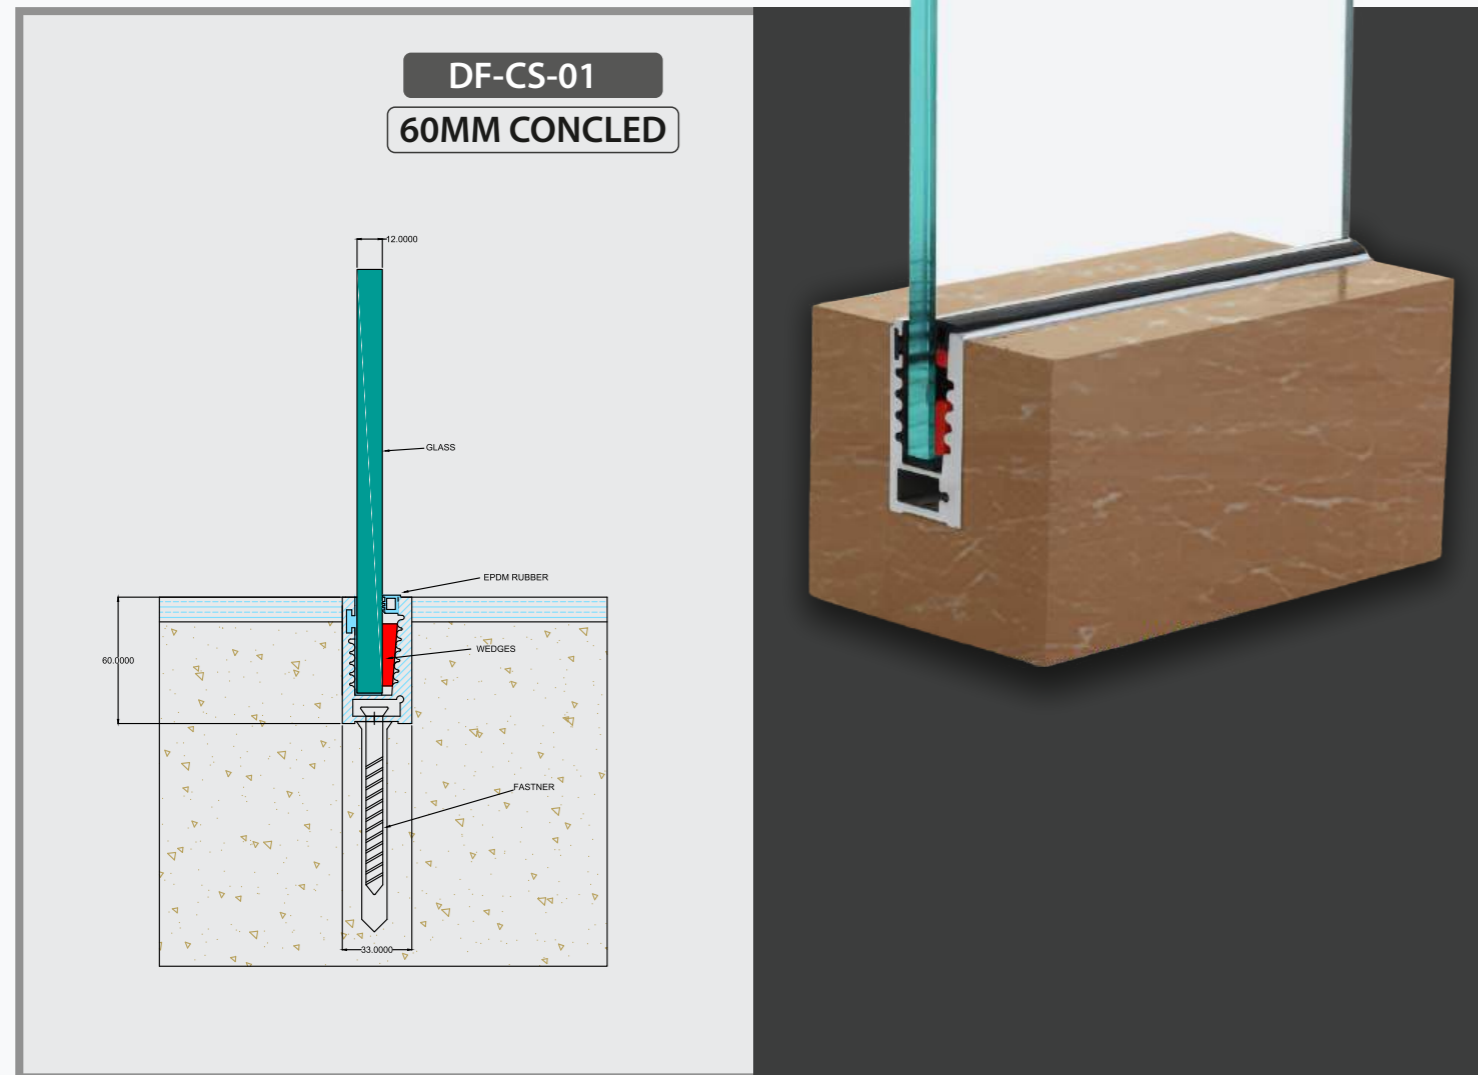 DF-CS-01
60MM CONCLED
12.0000
GLASS
EPDM RUBBER
WEDGES
60.0000
FASTNER
33.0000